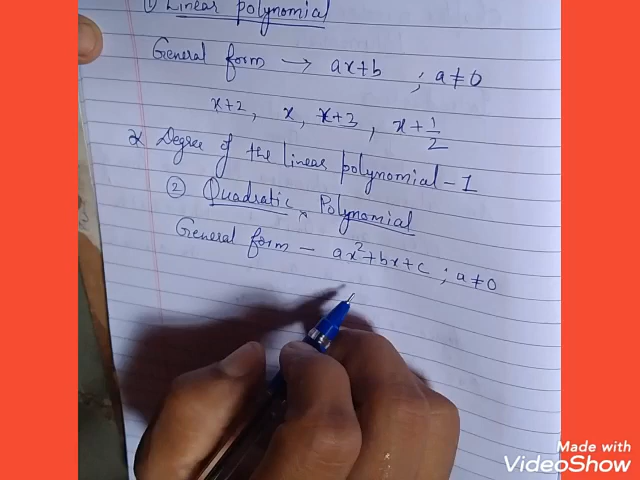 ① Linear polynomial
General form → ax+b ; a≠0
x+2, x, x+3, x+1/2
* Degree of the linear polynomial - 1
② Quadratic Polynomial
General form - ax²+bx+c ; a≠0
Made with
VideoShow